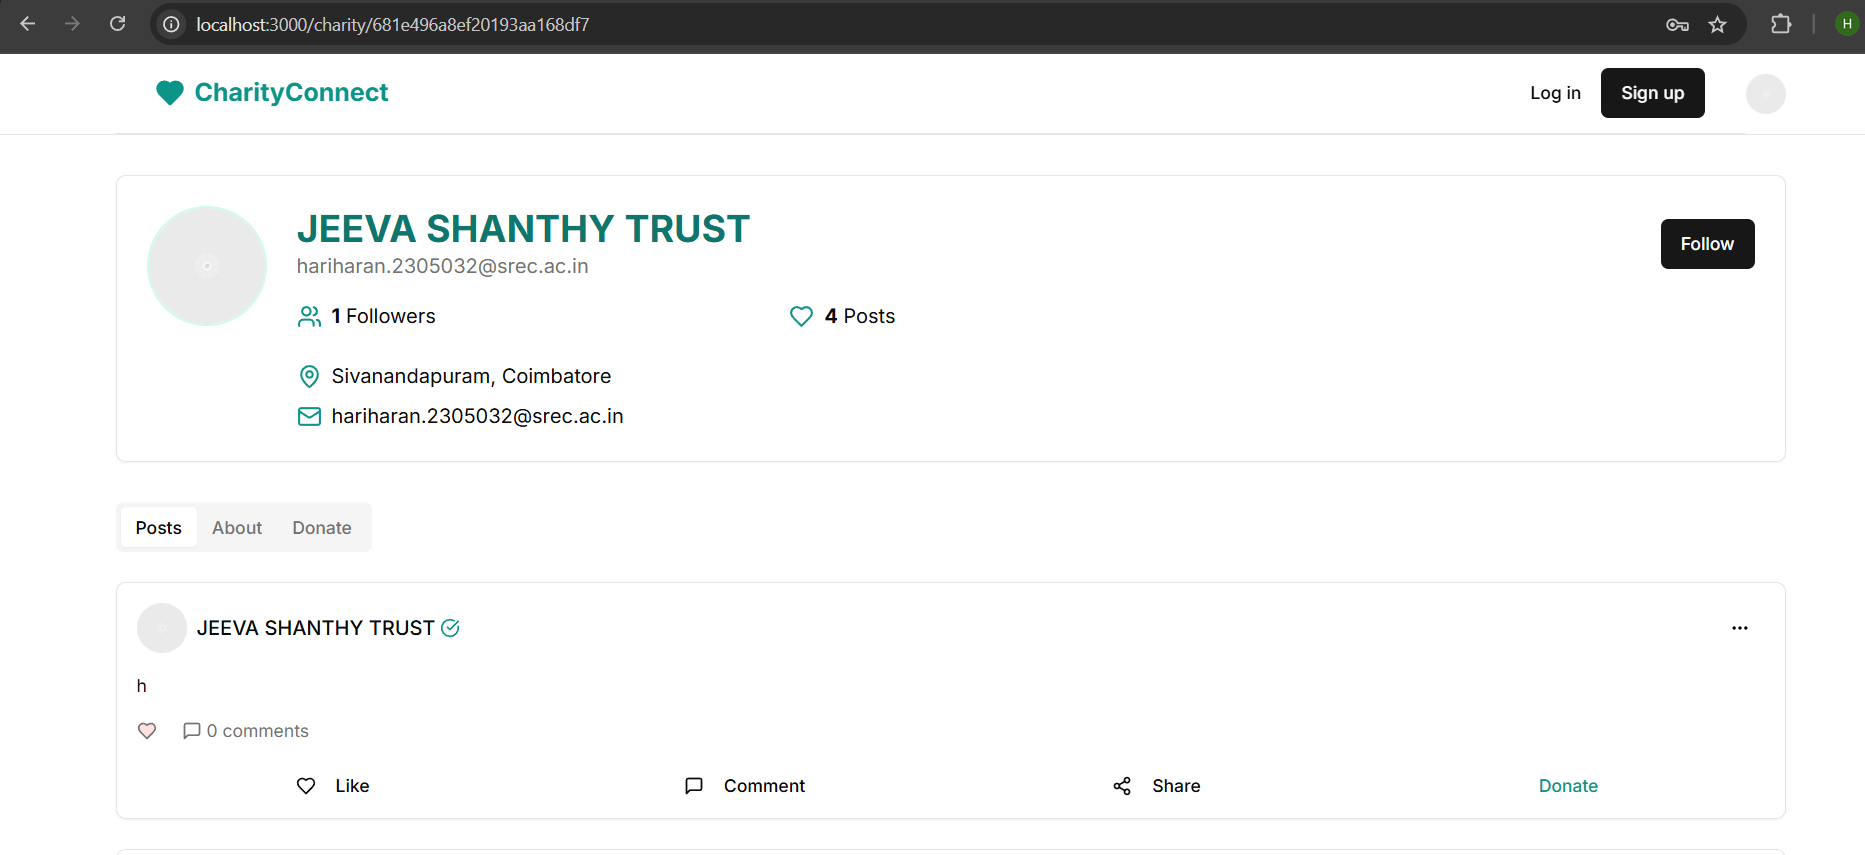 localhost:3000/charity/681e496a8ef20193aa168df7
H
CharityConnect
Log in
Sign up
JEEVA SHANTHY TRUST
hariharan.2305032@srec.ac.in
Follow
1 Followers
4 Posts
Sivanandapuram, Coimbatore
hariharan.2305032@srec.ac.in
Posts
About
Donate
JEEVA SHANTHY TRUST
h
0 comments
Like
Comment
Share
Donate